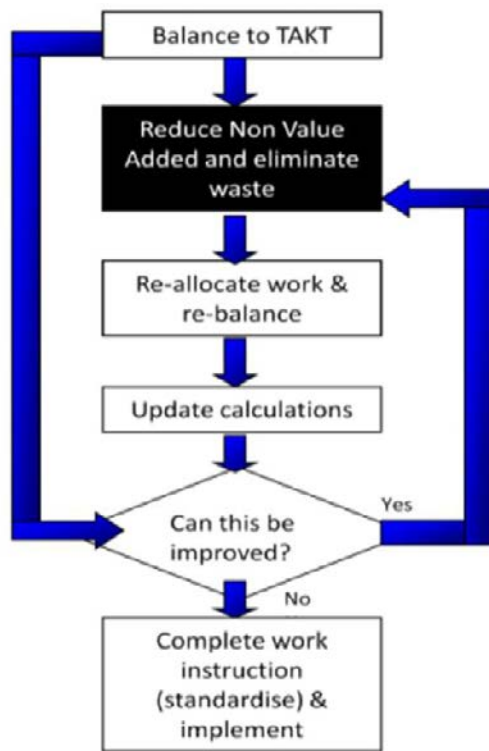 Balance to TAKT
Reduce Non Value
Added and eliminate
waste
Re-allocate work &
re-balance
Update calculations
Can this be
improved?
Yes
No
Complete work
instruction
(standardise) &
implement